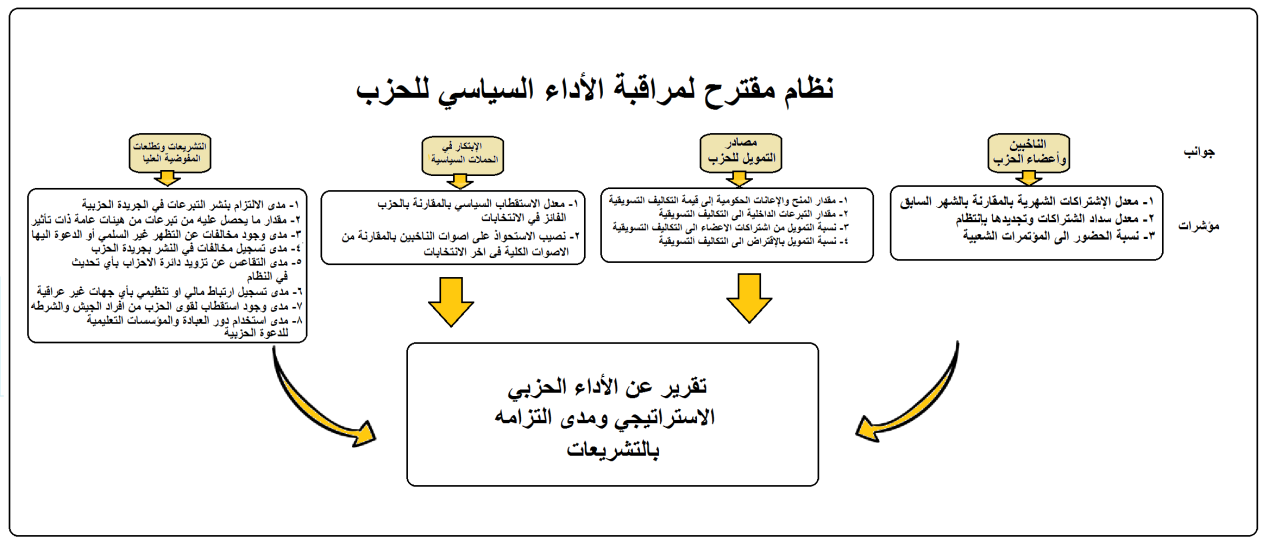 نظام مقترح لمراقبة الأداء السياسي للحزب
جوانب
الناخبين
وأعضاء الحزب
مصادر
التمويل للحزب
الإبتكار في
الحملات السياسية
التشريعات وتطلعات
المفوضية العليا
مؤشرات
١- معدل الإشتراكات الشهرية بالمقارنة بالشهر السابق
٢- معدل سداد الشتراكات وتجديدها بإنتظام
٣- نسبة الحضور الى المؤتمرات الشعبية
١- مقدار المنح والإعانات الحكومية إلى قيمة التكاليف التسويقية
٢- مقدار التبرعات الداخلية الى التكاليف التسويقية
٣- نسبة التمويل من اشتراكات الاعضاء الى التكاليف التسويقية
٤- نسبة التمويل بالإقتراض الى التكاليف التسويقية
١- معدل الاستقطاب السياسي بالمقارنة بالحزب
الفائز في الانتخابات
٢- نصيب الاستحواذ على اصوات الناخبين بالمقارنة من
الاصوات الكلية فى اخر الانتخابات
١- مدى الالتزام بنشر التبرعات في الجريدة الحزبية
٢- مقدار ما يحصل عليه من تبرعات من هيئات عامة ذات تأثير
٣- مدى وجود مخالفات عن التظهر غير السلمي أو الدعوة اليها
٤- مدى تسجيل مخالفات في النشر بجريدة الحزب
٥- مدى التقاعس عن تزويد دائرة الاحزاب بأي تحديث
في النظام
٦- مدى تسجيل ارتباط مالي او تنظيمي بأي جهات غير عراقية
٧- مدى وجود استقطاب لقوى الحزب من أفراد الجيش والشرطه
٨- مدى استخدام دور العبادة والمؤسسات التعليمية
للدعوة الحزبية
تقرير عن الأداء الحزبي
الاستراتيجي ومدى التزامه
بالتشريعات